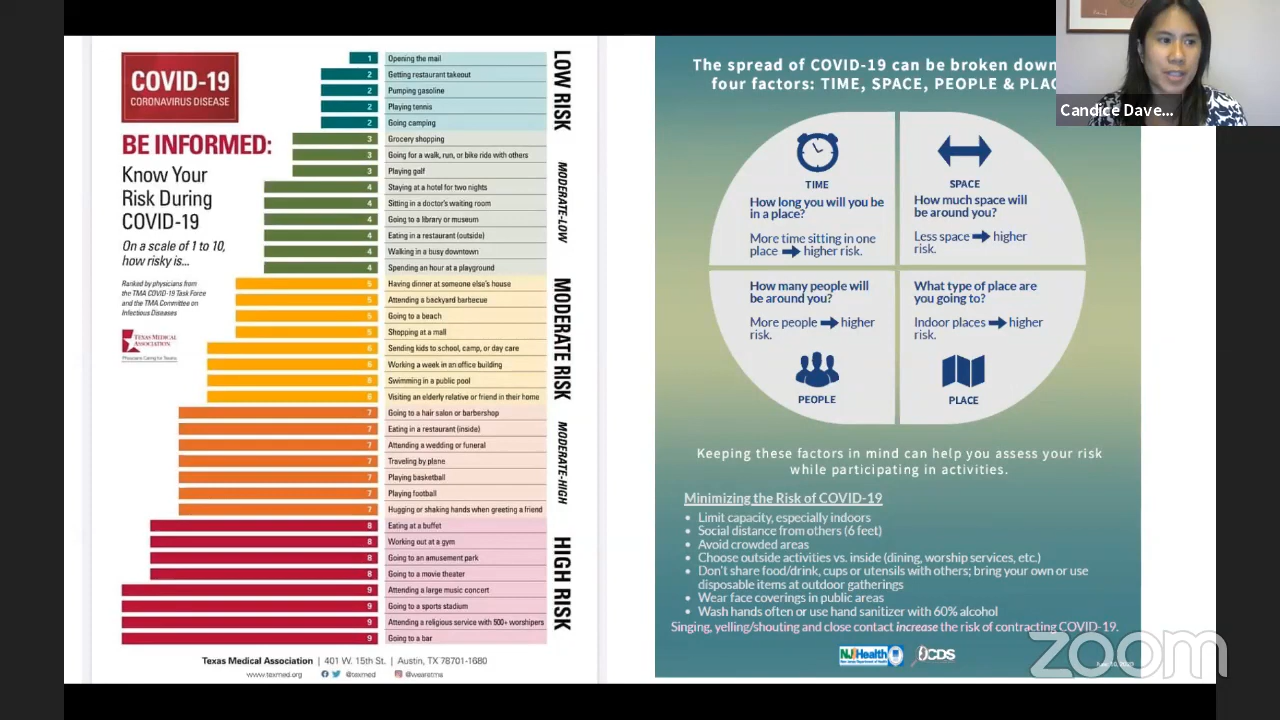 COVID-19
CORONAVIRUS DISEASE
BE INFORMED:
Know Your
Risk During
COVID-19
On a scale of 1 to 10,
how risky is...
Ranked by physicians from
the TMA COVID-19 Task Force
and the TMA Committee on
Infectious Diseases
TEXAS MEDICAL
ASSOCIATION
Physicians Caring for Texans
1 Opening the mail
2 Getting restaurant takeout
2 Pumping gasoline
2 Playing tennis
2 Going camping
3 Grocery shopping
3 Going for a walk, run, or bike ride with others
3 Playing golf
4 Staying at a hotel for two nights
4 Sitting in a doctor's waiting room
4 Going to a library or museum
4 Eating in a restaurant (outside)
4 Walking in a busy downtown
4 Spending an hour at a playground
5 Having dinner at someone else's house
5 Attending a backyard barbecue
5 Going to a beach
5 Shopping at a mall
6 Sending kids to school, camp, or day care
6 Working a week in an office building
6 Swimming in a public pool
6 Visiting an elderly relative or friend in their home
7 Going to a hair salon or barbershop
7 Eating in a restaurant (inside)
7 Attending a wedding or funeral
7 Traveling by plane
7 Playing basketball
7 Playing football
7 Hugging or shaking hands when greeting a friend
8 Eating at a buffet
8 Working out at a gym
8 Going to an amusement park
8 Going to a movie theater
9 Attending a large music concert
9 Going to a sports stadium
9 Attending a religious service with 500+ worshipers
9 Going to a bar
LOW RISK
MODERATE-LOW
MODERATE RISK
MODERATE-HIGH
HIGH RISK
Texas Medical Association | 401 W. 15th St. | Austin, TX 78701-1680
www.texmed.org @texmed @wearetma
The spread of COVID-19 can be broken down
four factors: TIME, SPACE, PEOPLE & PLAC
TIME
How long you will you be
in a place?
More time sitting in one
place higher risk.
SPACE
How much space will
be around you?
Less space higher
risk.
How many people will
be around you?
More people higher
risk.
PEOPLE
What type of place are
you going to?
Indoor places higher
risk.
PLACE
Keeping these factors in mind can help you assess your risk
while participating in activities.
Minimizing the Risk of COVID-19
• Limit capacity, especially indoors
• Social distance from others (6 feet)
• Avoid crowded areas
• Choose outside activities vs. inside (dining, worship services, etc.)
• Don't share food/drink, cups or utensils with others; bring your own or use
disposable items at outdoor gatherings
• Wear face coverings in public areas
• Wash hands often or use hand sanitizer with 60% alcohol
Singing, yelling/shouting and close contact increase the risk of contracting COVID-19.
NJ Health
CDS
Candice Dave...
zoom